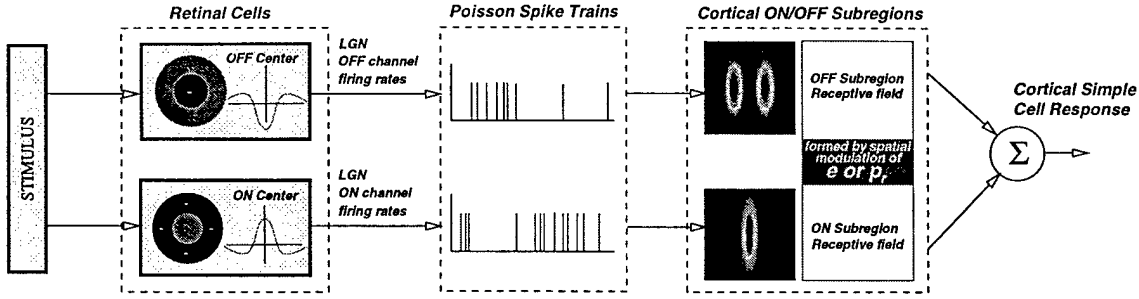 Retinal Cells
Poisson Spike Trains
Cortical ON/OFF Subregions
STIMULUS
OFF Center
LGN
OFF channel
firing rates
OFF Subregion
Receptive field
Cortical Simple
Cell Response
formed by spatial
modulation of
e or pr
Σ
ON Center
LGN
ON channel
firing rates
ON Subregion
Receptive field